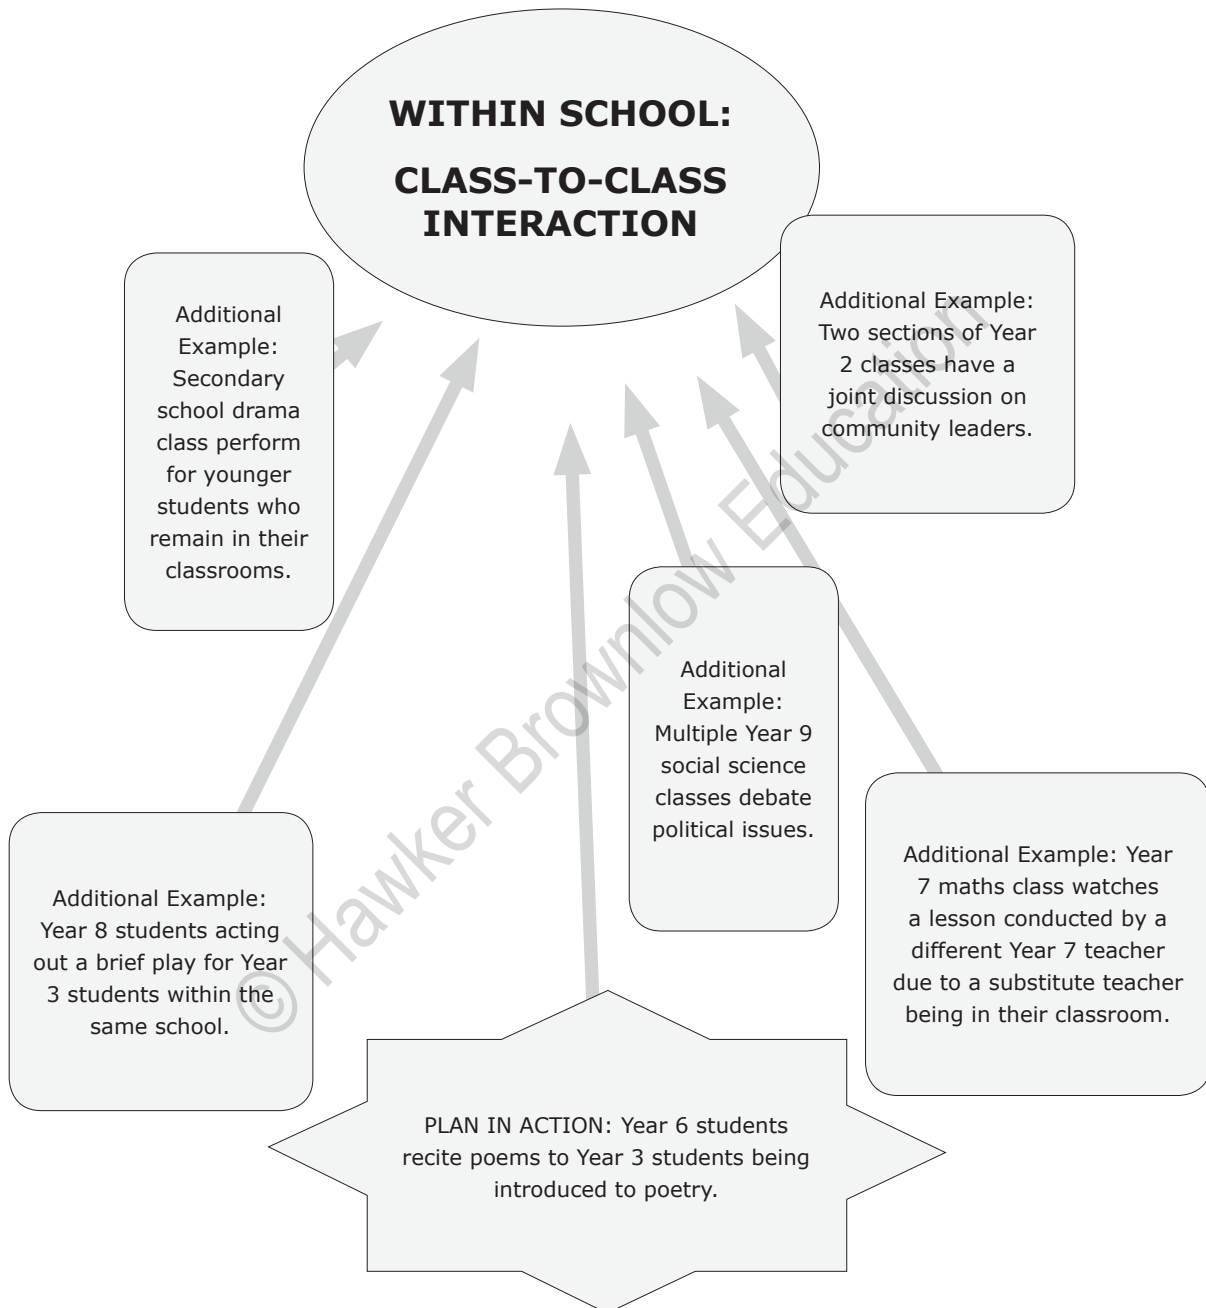 WITHIN SCHOOL:
CLASS-TO-CLASS
INTERACTION
Additional
Example:
Secondary
school drama
class perform
for younger
students who
remain in their
classrooms.
Additional Example:
Two sections of Year
2 classes have a
joint discussion on
community leaders.
Additional
Example:
Multiple Year 9
social science
classes debate
political issues.
Additional Example: Year
7 maths class watches
a lesson conducted by a
different Year 7 teacher
due to a substitute teacher
being in their classroom.
Additional Example:
Year 8 students acting
out a brief play for Year
3 students within the
same school.
PLAN IN ACTION: Year 6 students
recite poems to Year 3 students being
introduced to poetry.
© Hawker Brownlow Education